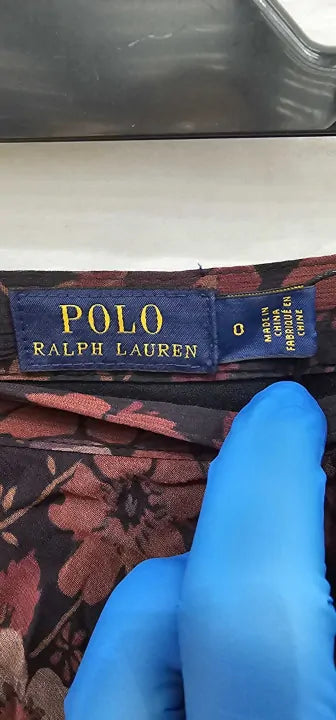 POLO
RALPH LAUREN
0
MADE IN
CHINA
FABRIQUÉ EN
CHINE